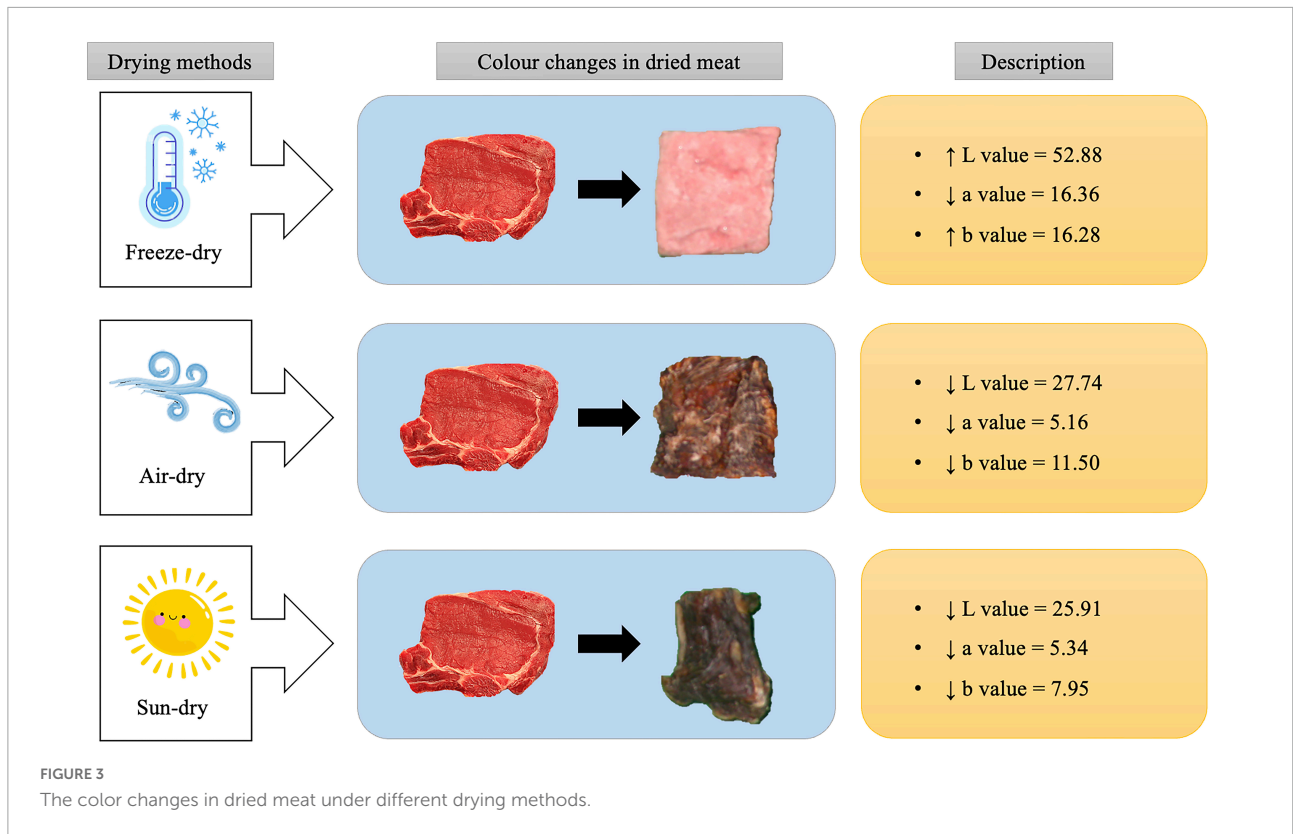 Drying methods
Colour changes in dried meat
Description
Freeze-dry
• ↑ L value = 52.88
• ↓ a value = 16.36
• ↑ b value = 16.28
Air-dry
• ↓ L value = 27.74
• ↓ a value = 5.16
• ↓ b value = 11.50
Sun-dry
• ↓ L value = 25.91
• ↓ a value = 5.34
• ↓ b value = 7.95
FIGURE 3
The color changes in dried meat under different drying methods.